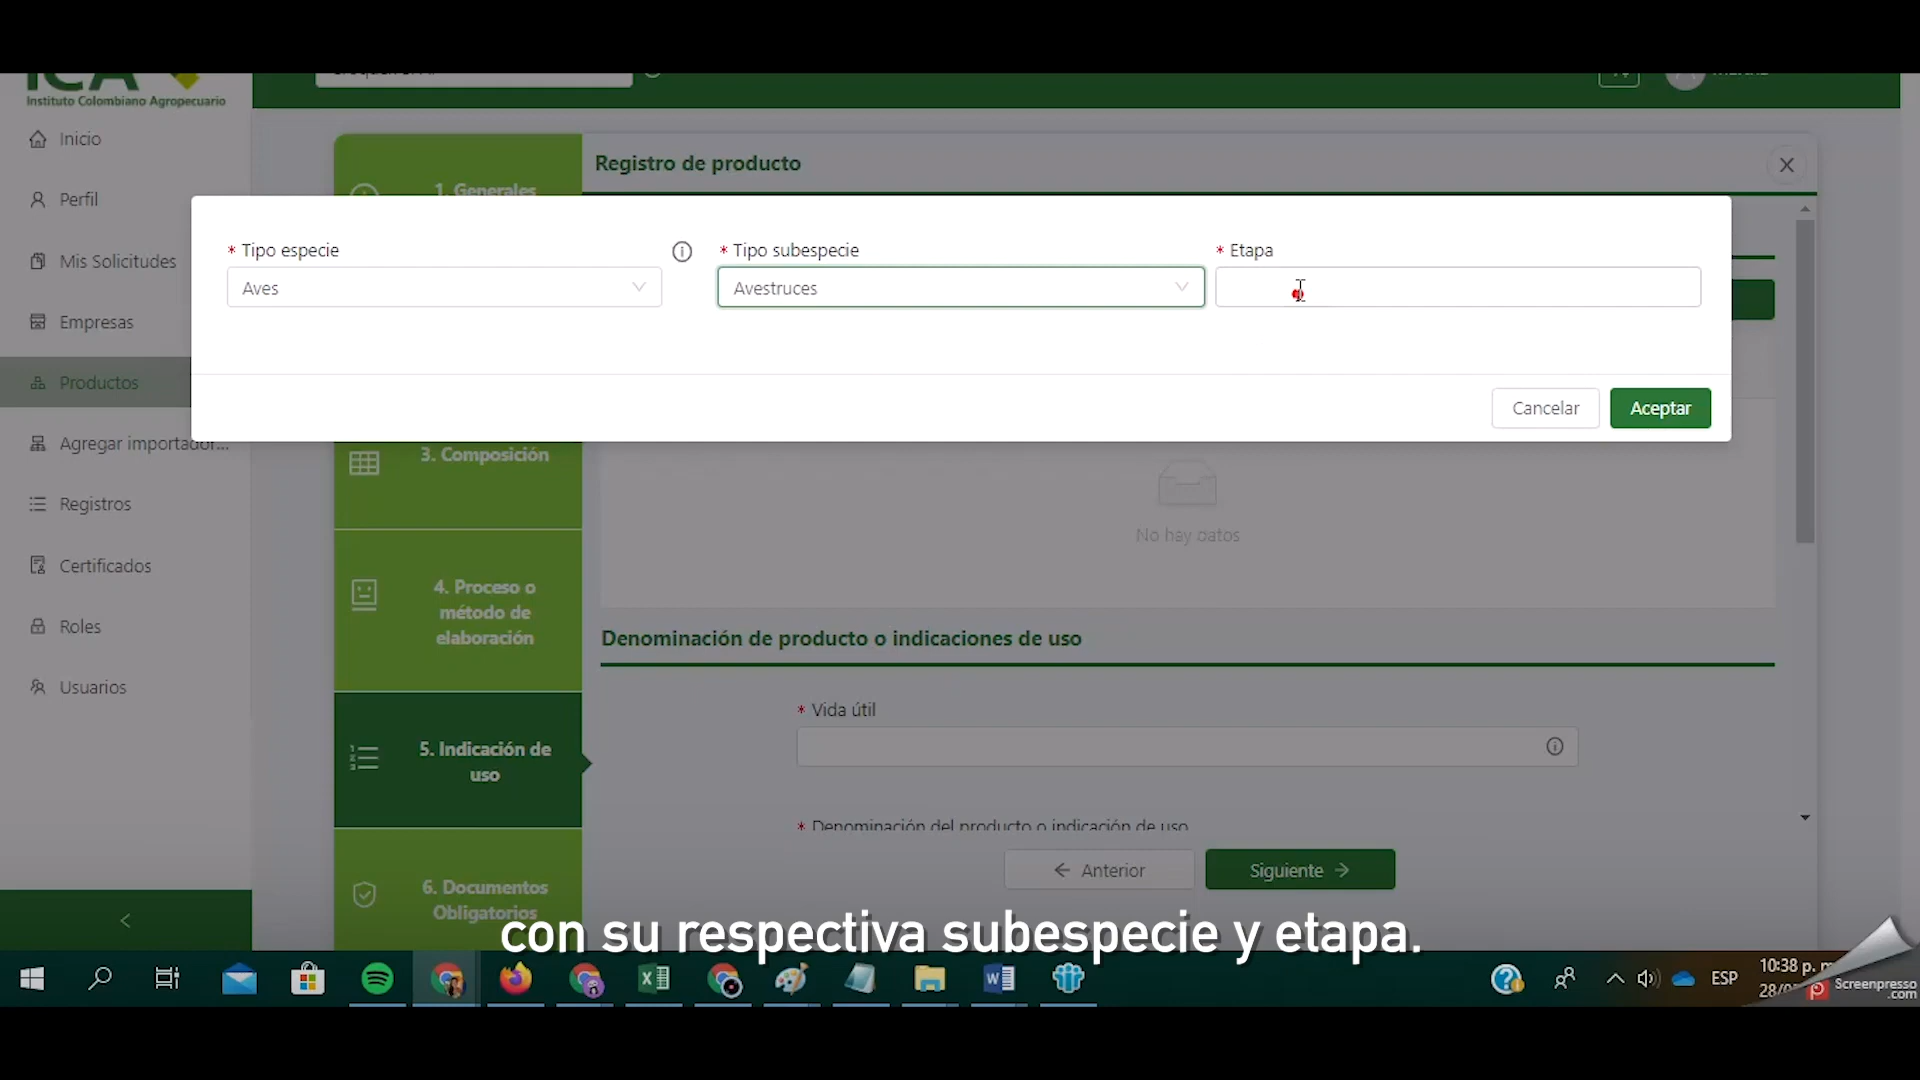 ICA
Instituto Colombiano Agropecuario
Inicio
Perfil
Mis Solicitudes
Empresas
Productos
Agregar importador...
Registros
Certificados
Roles
Usuarios
Registro de producto
1. Generales
* Tipo especie
Aves
* Tipo subespecie
Avestruces
* Etapa
Cancelar
Aceptar
3. Composición
4. Proceso o
método de
elaboración
5. Indicación de
uso
6. Documentos
Obligatorios
No hay datos
Denominación de producto o indicaciones de uso
* Vida útil
* Denominación del producto o indicación de uso
Anterior
Siguiente
con su respectiva subespecie y etapa.
ESP
10:38 p.
Screenpresso
.com